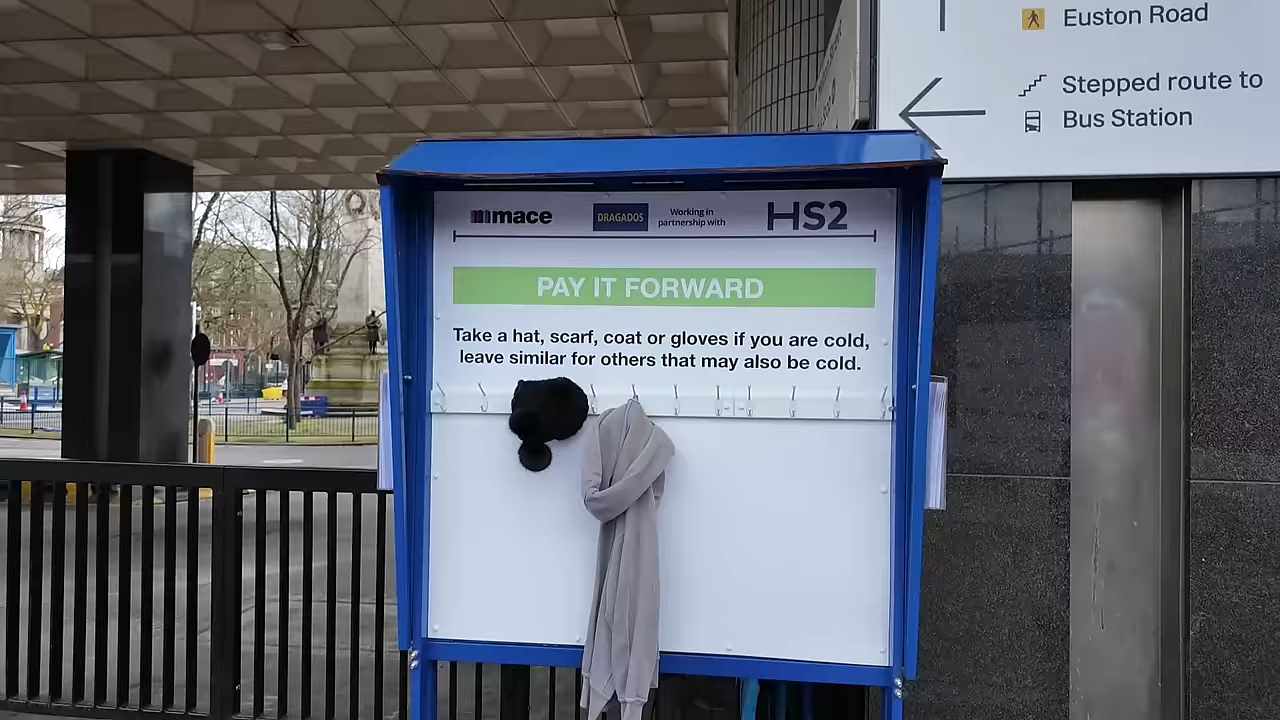 Euston Road
Stepped route to
Bus Station
mace
DRAGADOS
Working in
partnership with
HS2
PAY IT FORWARD
Take a hat, scarf, coat or gloves if you are cold,
leave similar for others that may also be cold.